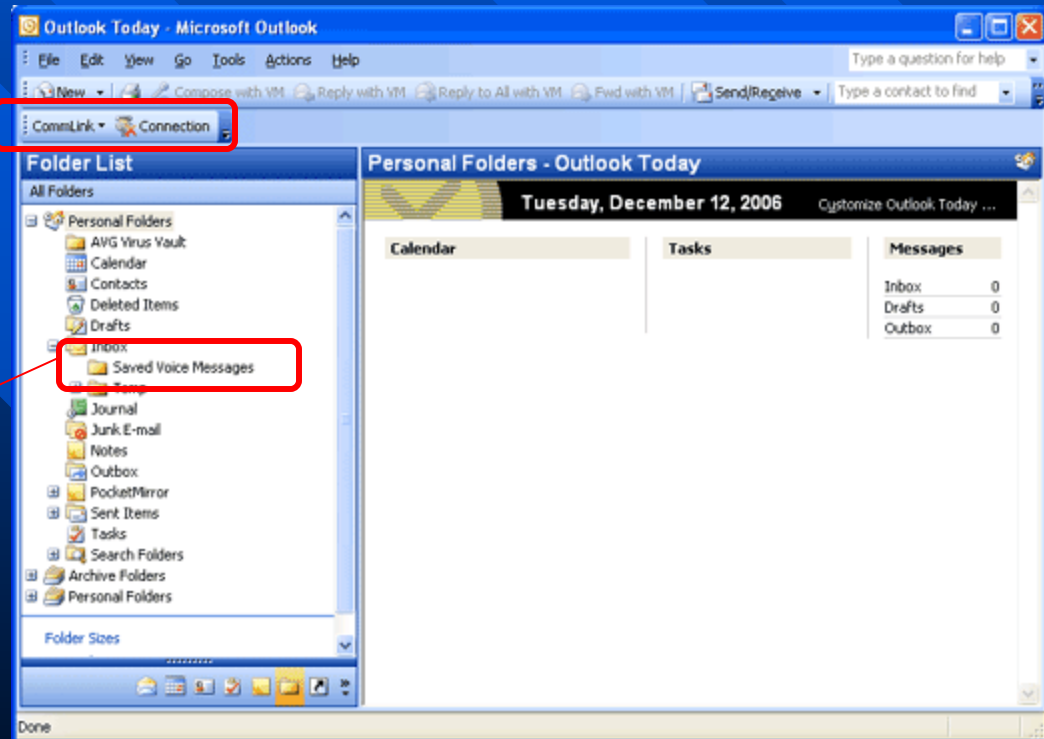 Outlook Today - Microsoft Outlook
File Edit View Go Tools Actions Help Type a question for help
New Compose with VM Reply with VM Reply to All with VM Fwd with VM Send/Receive Type a contact to find
CommLink Connection
Folder List Personal Folders - Outlook Today
All Folders
Tuesday, December 12, 2006 Customize Outlook Today ...
Personal Folders
AVG Virus Vault
Calendar
Contacts
Deleted Items
Drafts
Inbox
Saved Voice Messages
Temp
Journal
Junk E-mail
Notes
Outbox
PocketMirror
Sent Items
Tasks
Search Folders
Archive Folders
Personal Folders
Folder Sizes
Calendar Tasks Messages
Inbox 0
Drafts 0
Outbox 0
Done